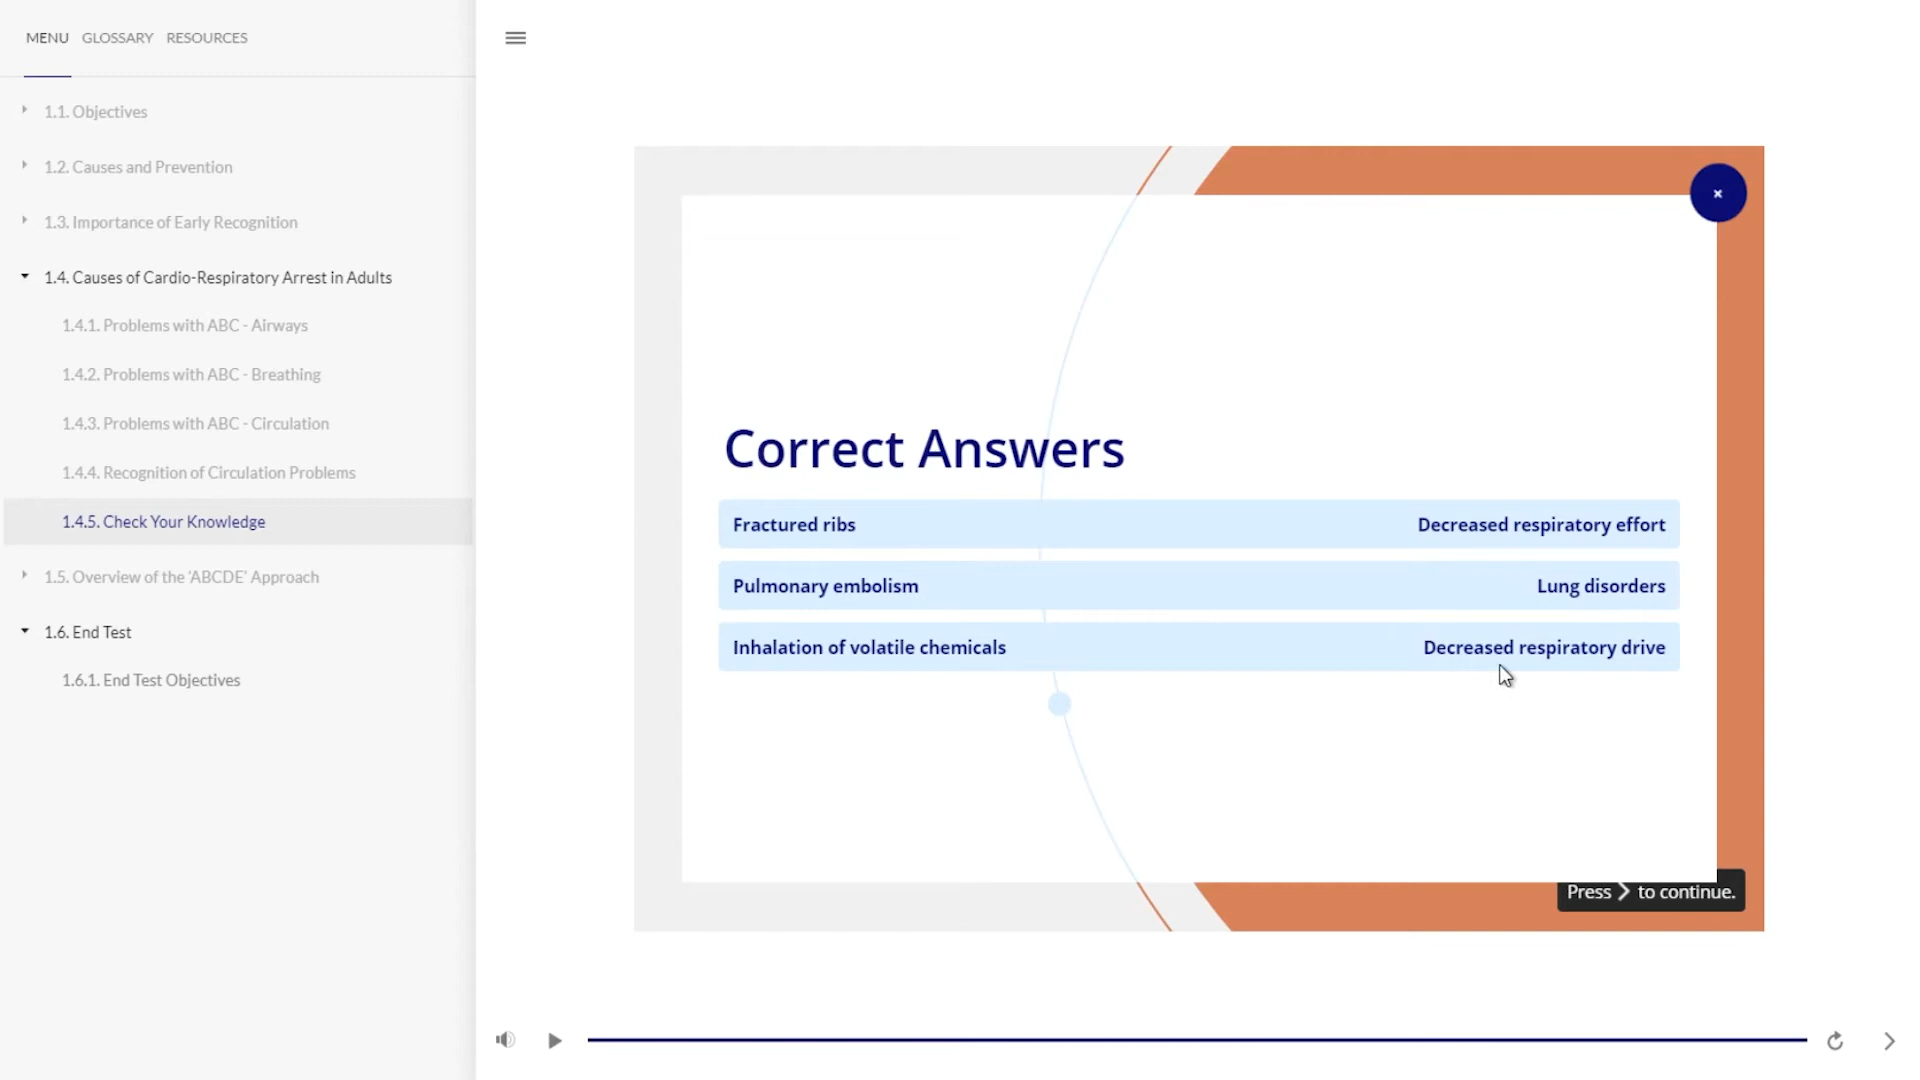 MENU GLOSSARY RESOURCES
1.1. Objectives
1.2. Causes and Prevention
1.3. Importance of Early Recognition
1.4. Causes of Cardio-Respiratory Arrest in Adults
1.4.1. Problems with ABC - Airways
1.4.2. Problems with ABC - Breathing
1.4.3. Problems with ABC - Circulation
1.4.4. Recognition of Circulation Problems
1.4.5. Check Your Knowledge
1.5. Overview of the 'ABCDE' Approach
1.6. End Test
1.6.1. End Test Objectives
Correct Answers
Fractured ribs Decreased respiratory effort
Pulmonary embolism Lung disorders
Inhalation of volatile chemicals Decreased respiratory drive
Press > to continue.